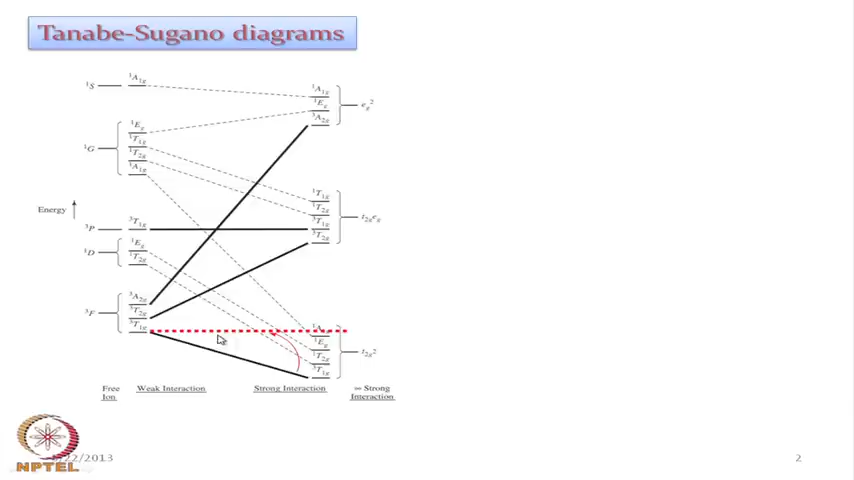 Tanabe-Sugano diagrams
¹S
¹A₁g
¹G
¹Eg
¹T₁g
¹T₂g
¹A₁g
Energy
³P
³T₁g
¹D
¹Eg
¹T₂g
³F
³A₂g
³T₂g
³T₁g
¹A₁g
¹Eg
³A₂g
eg²
¹T₁g
¹T₂g
³T₁g
³T₂g
t₂geg
¹Eg
¹T₂g
³T₁g
t₂g²
Free Weak Interaction Strong Interaction ∞ Strong
Ion Interaction
22/2013
2
NPTEL